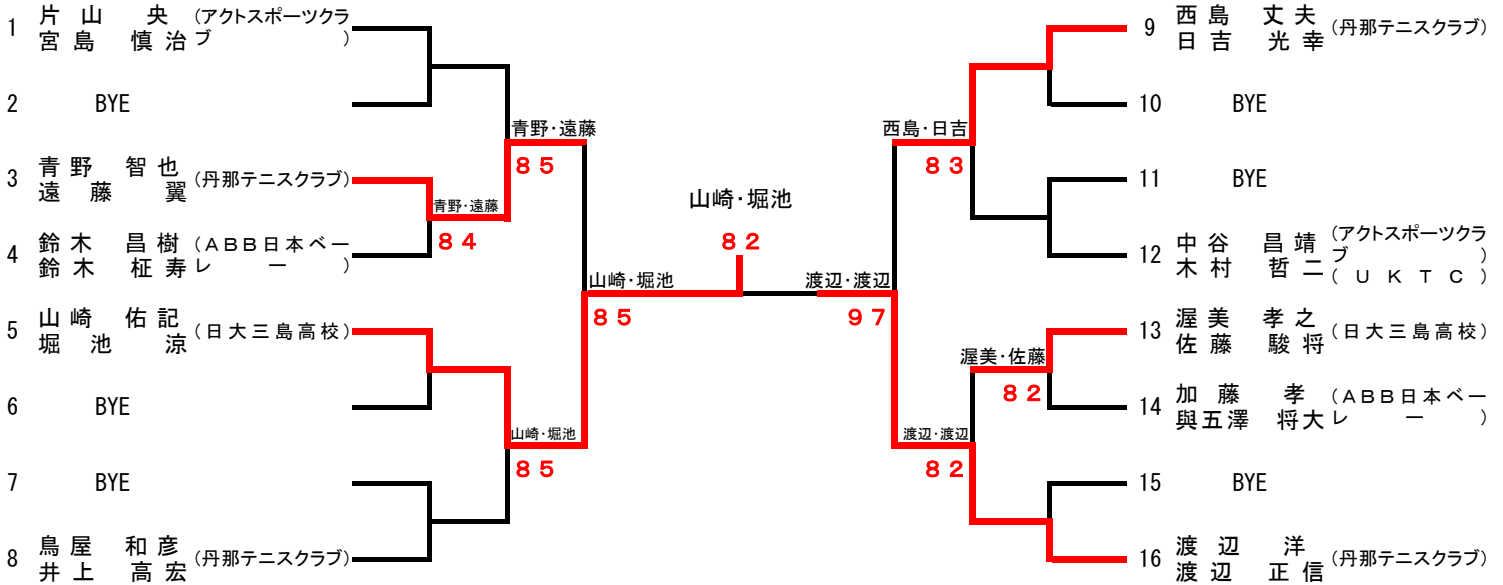 1 片山 央 (アクトスポーツクラ
宮島 慎治 ブ )
2 BYE
3 青野 智也 (丹那テニスクラブ)
遠藤 翼
4 鈴木 昌樹 (ABB日本ベー
鈴木 柾寿 レー )
5 山崎 佑記 (日大三島高校)
堀池 涼
6 BYE
7 BYE
8 鳥屋 和彦 (丹那テニスクラブ)
井上 高宏
青野・遠藤
84
青野・遠藤
85
山崎・堀池
85
山崎・堀池
85
山崎・堀池
82
西島・日吉
83
渡辺・渡辺
97
渥美・佐藤
82
渡辺・渡辺
82
9 西島 丈夫 (丹那テニスクラブ)
日吉 光幸
10 BYE
11 BYE
12 中谷 昌靖 (アクトスポーツクラ
ブ )
木村 哲二 (UKTC)
13 渥美 孝之 (日大三島高校)
佐藤 駿将
14 加藤 孝 (ABB日本ベー
與五澤 将大 レー )
15 BYE
16 渡辺 洋 (丹那テニスクラブ)
渡辺 正信